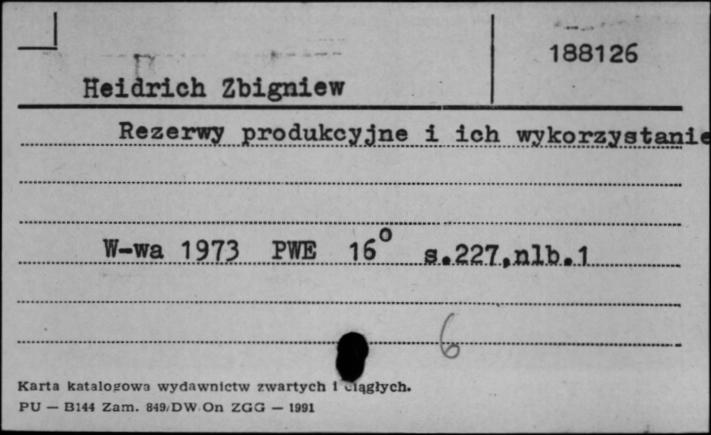 188126
Heidrich Zbigniew
Rezerwy produkcyjne i ich wykorzystanie
W-wa 1973 PWE 16° s.227,nlb.1
6
Karta katalogowa wydawnictw zwartych i ciągłych.
PU — B144 Zam. 849/DW/On ZGG — 1991